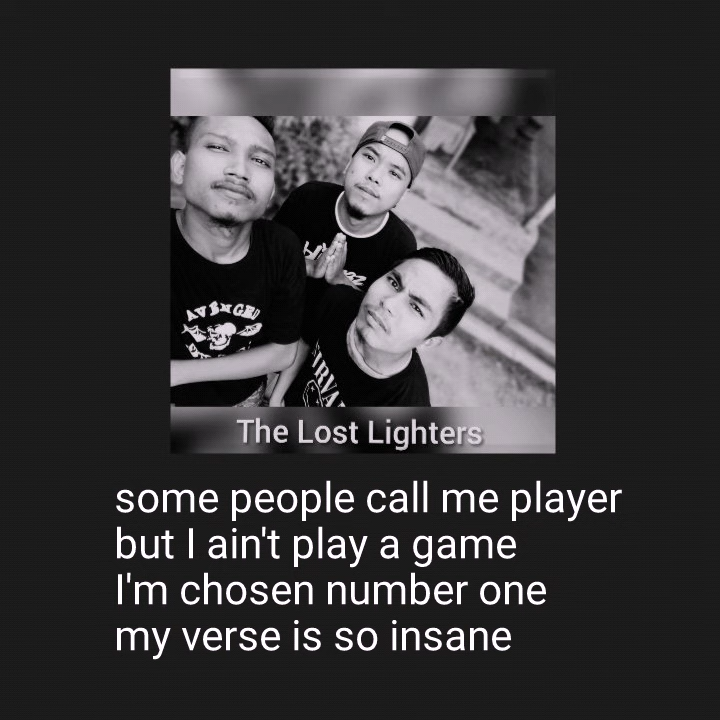 AVENGED
The Lost Lighters
some people call me player
but I ain't play a game
I'm chosen number one
my verse is so insane